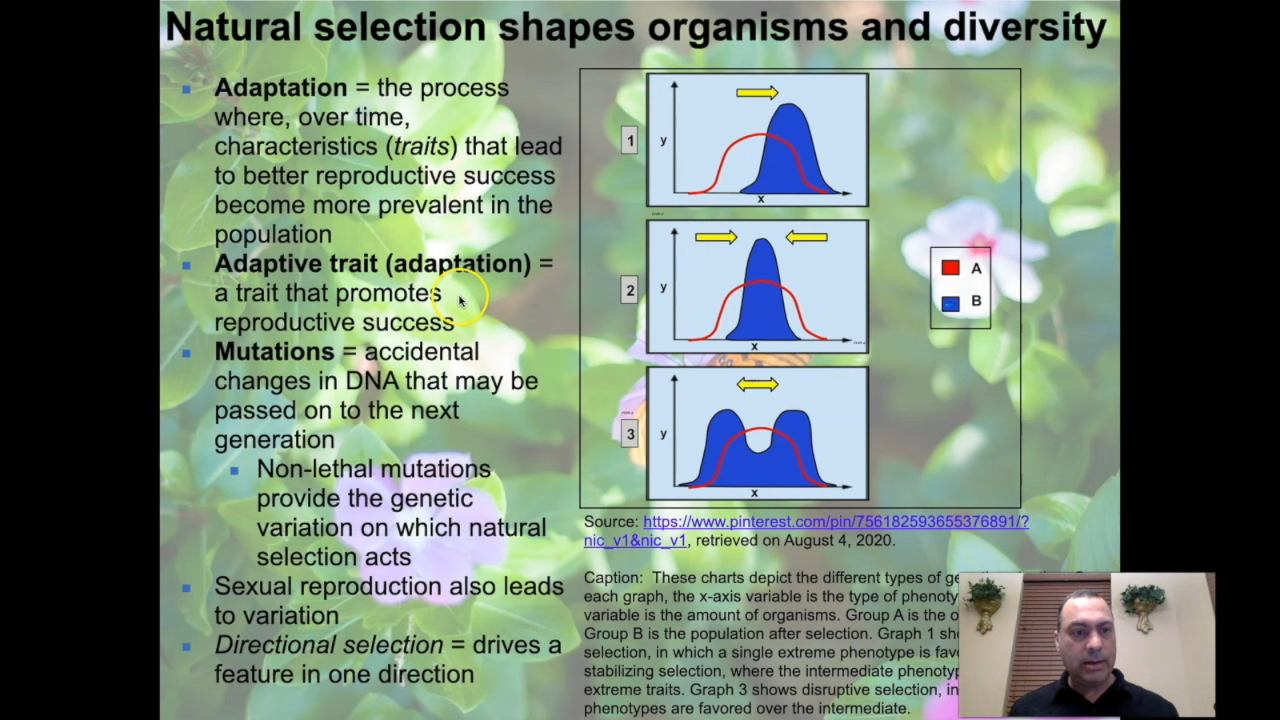 Natural selection shapes organisms and diversity
Adaptation = the process
where, over time,
characteristics (traits) that lead
to better reproductive success
become more prevalent in the
population
Adaptive trait (adaptation) =
a trait that promotes
reproductive success
Mutations = accidental
changes in DNA that may be
passed on to the next
generation
Non-lethal mutations
provide the genetic
variation on which natural
selection acts
Sexual reproduction also leads
to variation
Directional selection = drives a
feature in one direction
1
y
x
2
y
x
3
y
x
A
B
Source: https://www.pinterest.com/pin/756182593655376891/?
nic_v1&nic_v1, retrieved on August 4, 2020.
Caption: These charts depict the different types of
each graph, the x-axis variable is the type of
variable is the amount of organisms. Group A is the
Group B is the population after selection. Graph 1
selection, in which a single extreme phenotype is
stabilizing selection, where the intermediate
extreme traits. Graph 3 shows disruptive selection, in
phenotypes are favored over the intermediate.